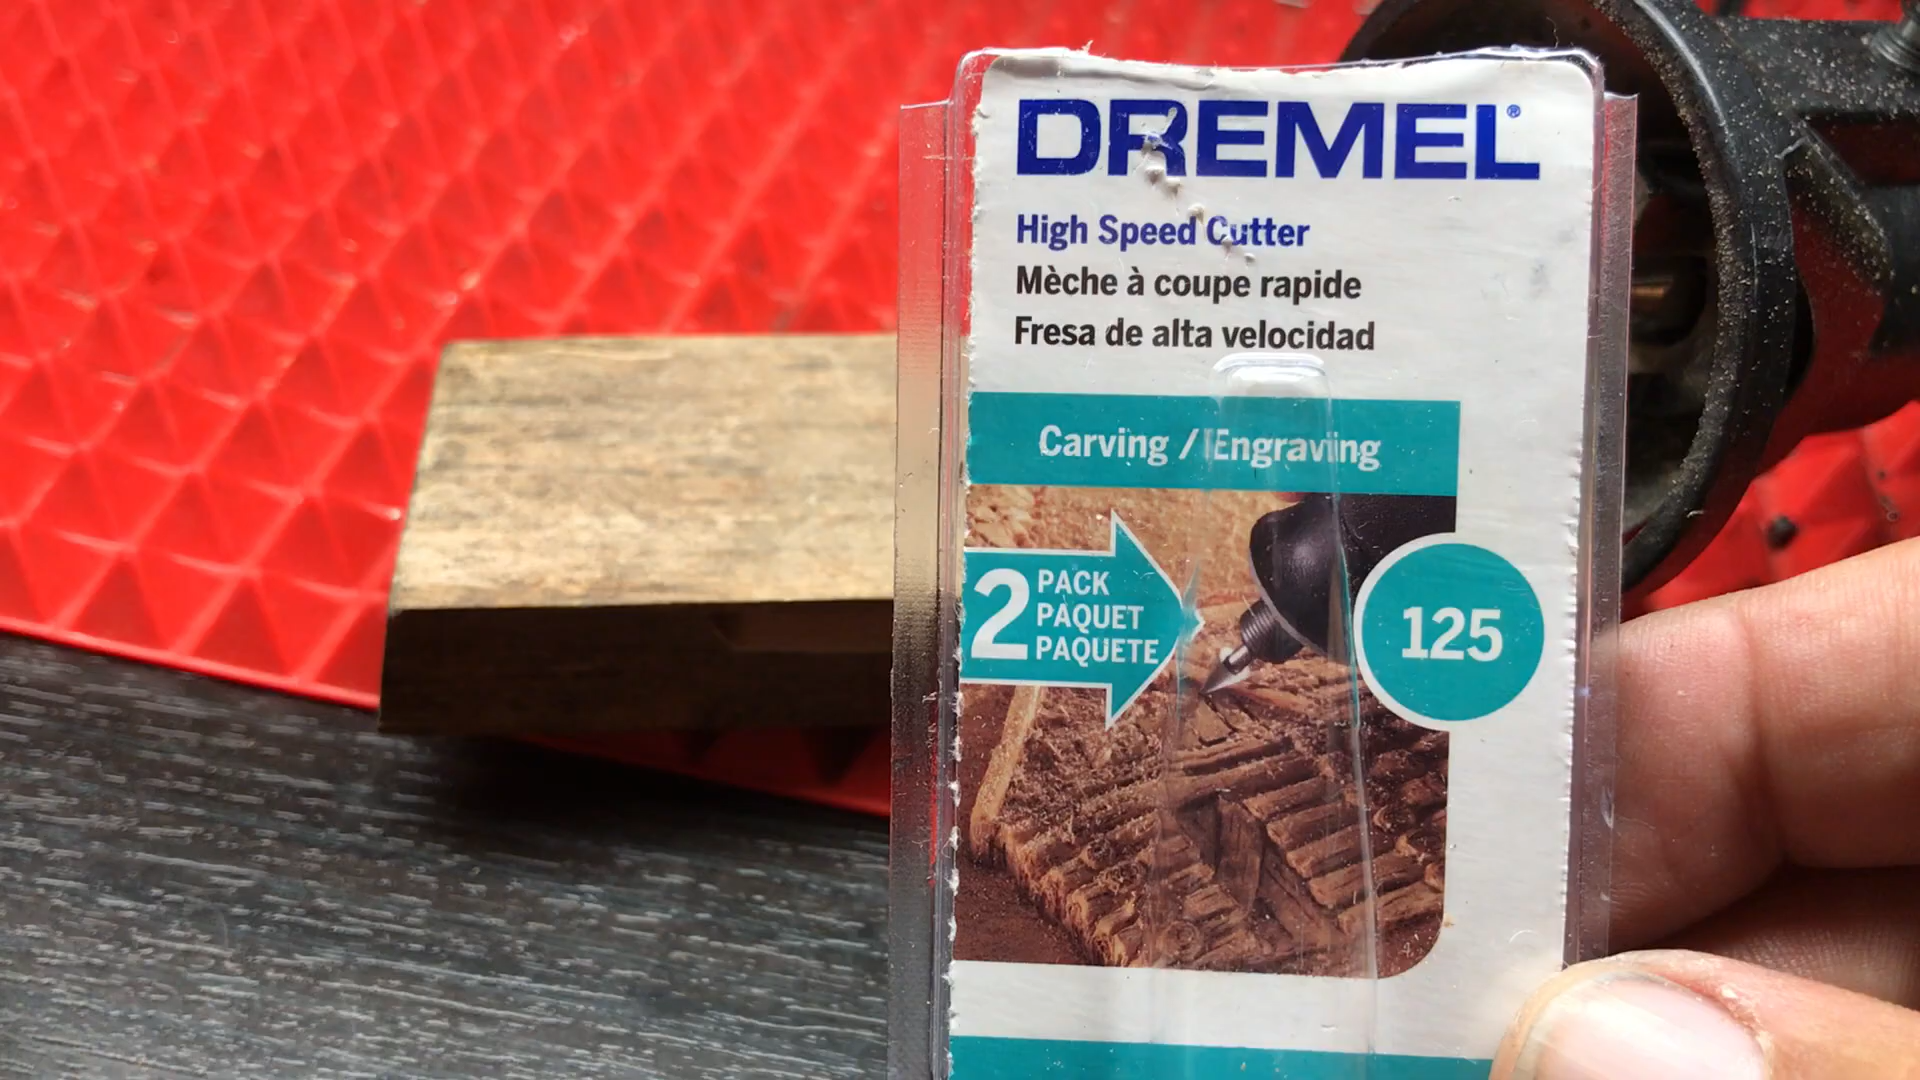 DREMEL®
High Speed Cutter
Mèche à coupe rapide
Fresa de alta velocidad
Carving / Engraving
2 PACK
PAQUET
PAQUETE
125